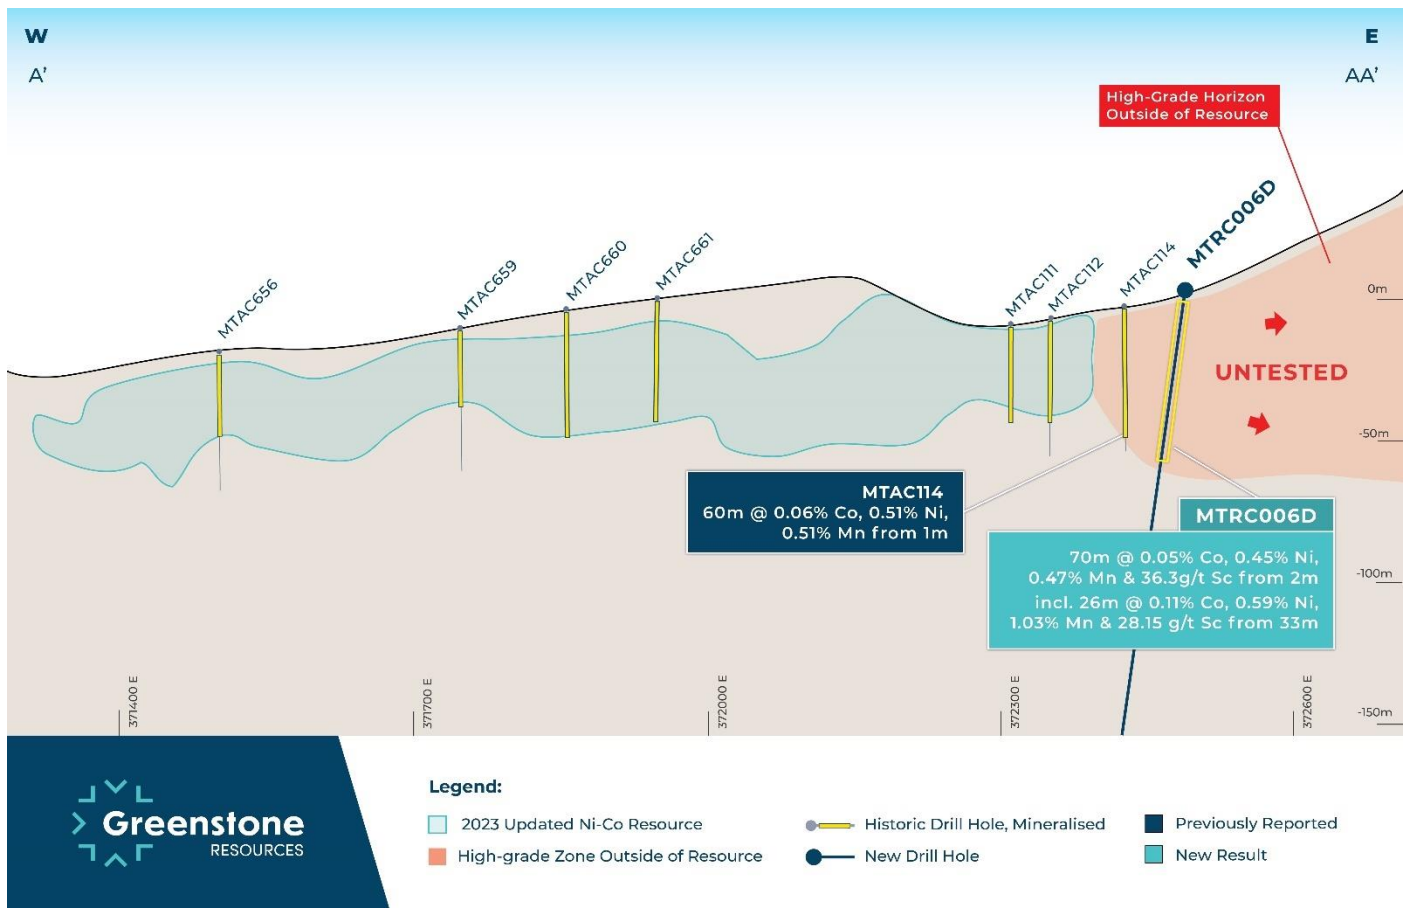 W
E
A'
AA'
High-Grade Horizon
Outside of Resource
MTRC006D
MTAC656
MTAC659
MTAC660
MTAC661
MTAC111
MTAC112
MTAC114
0m
UNTESTED
-50m
MTAC114
60m @ 0.06% Co, 0.51% Ni,
0.51% Mn from 1m
MTRC006D
70m @ 0.05% Co, 0.45% Ni,
0.47% Mn & 36.3g/t Sc from 2m
incl. 26m @ 0.11% Co, 0.59% Ni,
1.03% Mn & 28.15 g/t Sc from 33m
-100m
371400 E
371700 E
372000 E
372300 E
372600 E
-150m
Greenstone
RESOURCES
Legend:
2023 Updated Ni-Co Resource
Historic Drill Hole, Mineralised
Previously Reported
High-grade Zone Outside of Resource
New Drill Hole
New Result